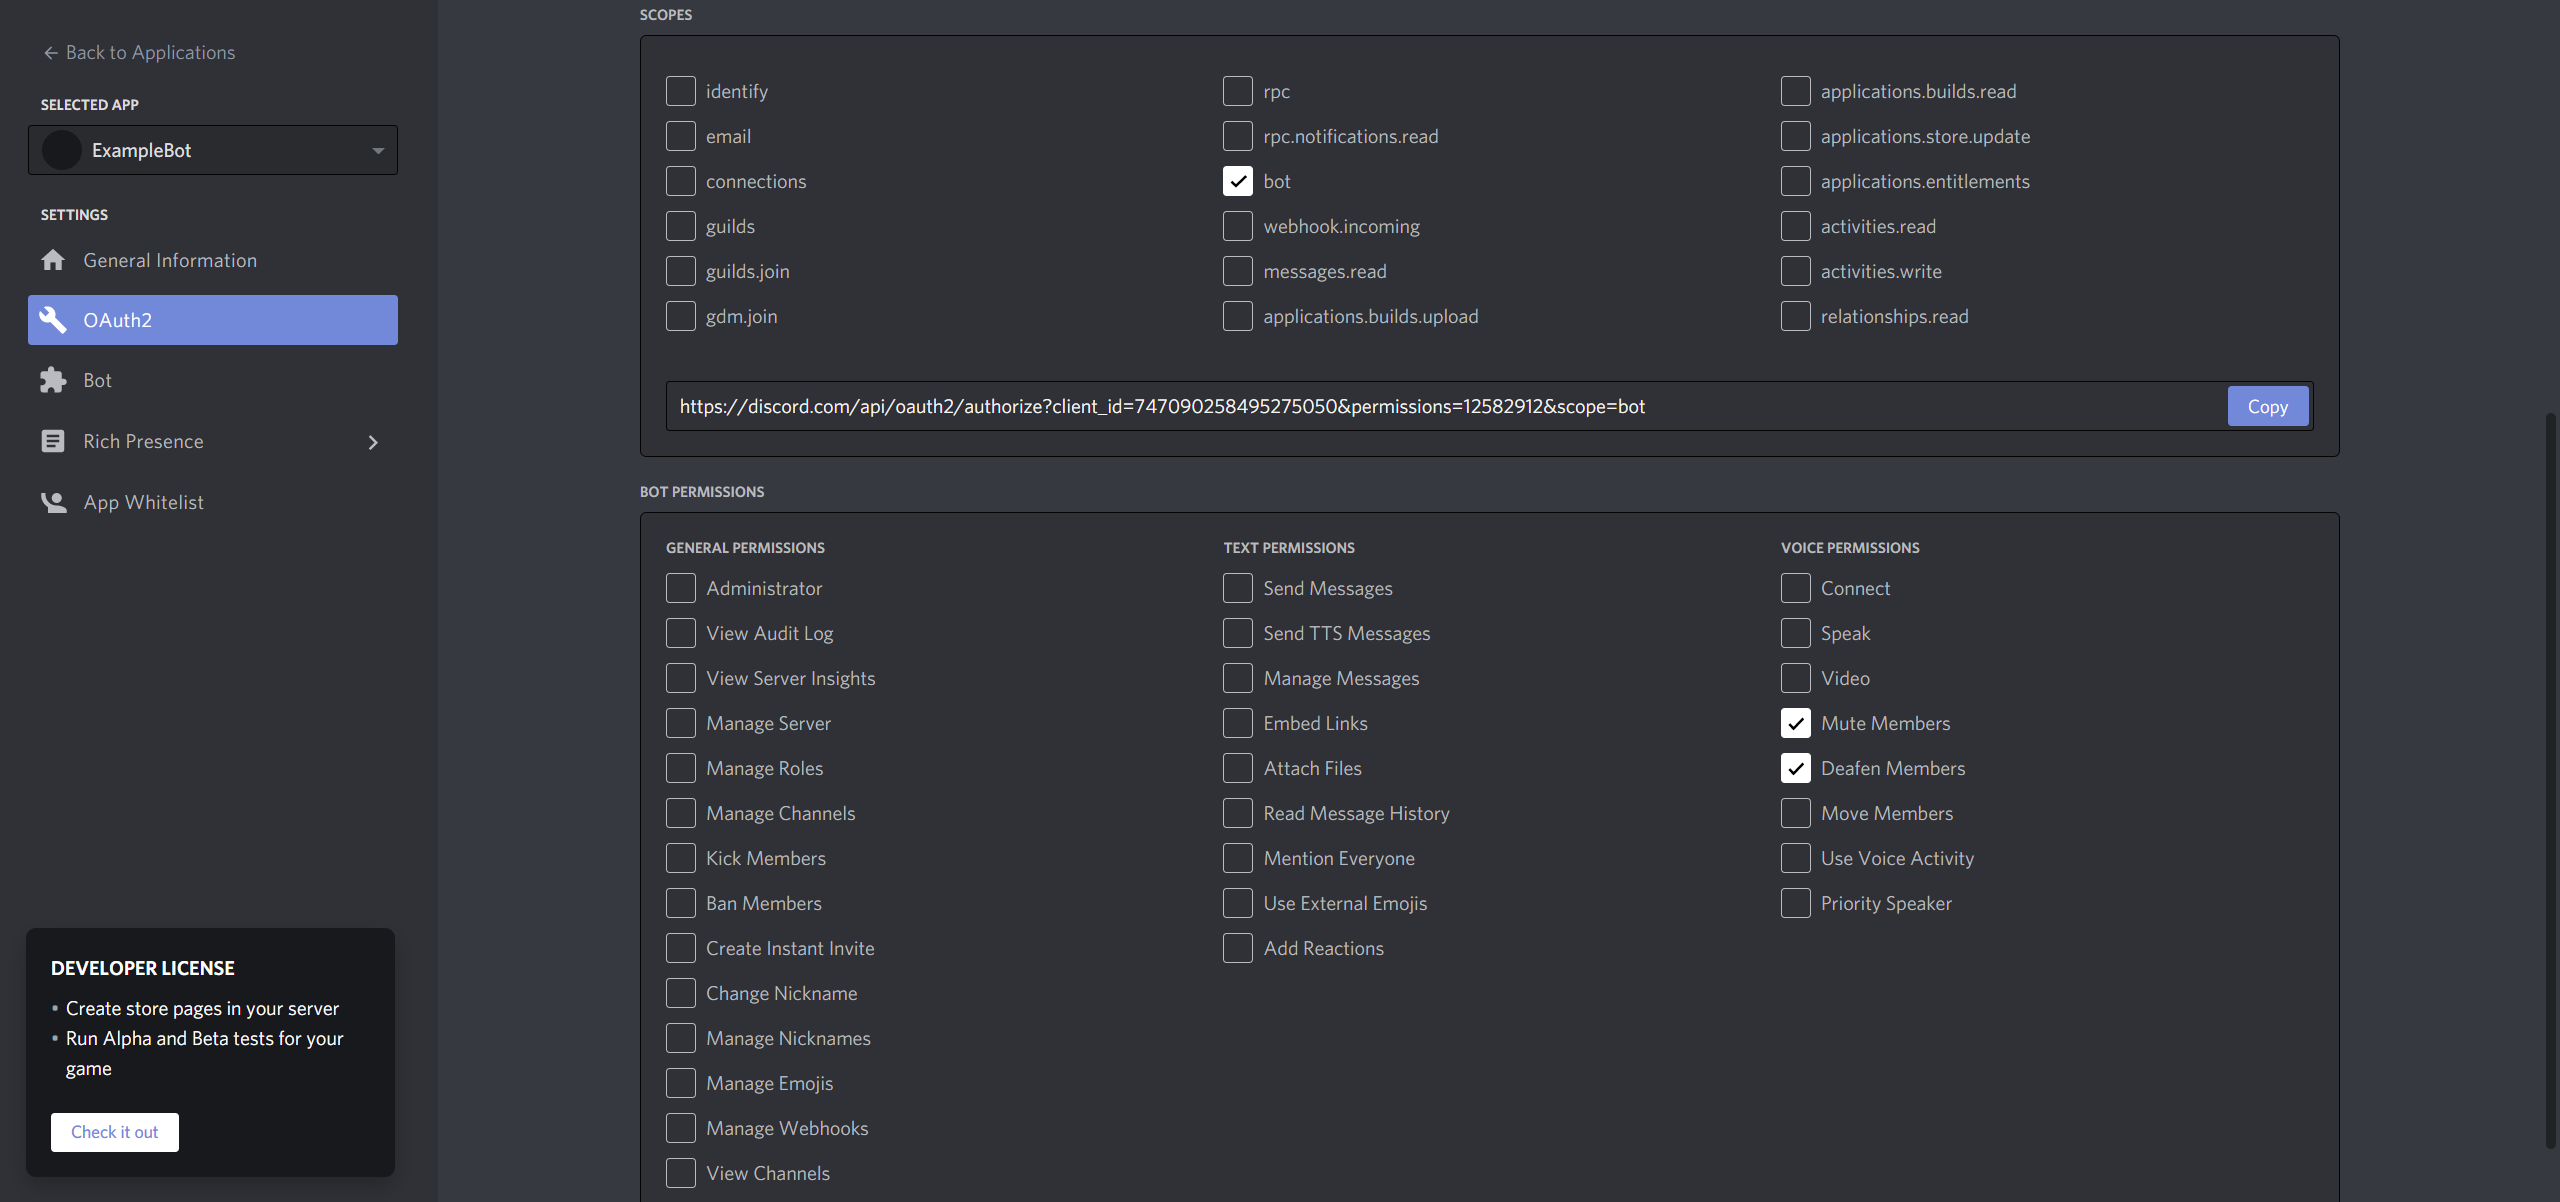 Back to Applications
SELECTED APP
ExampleBot
SETTINGS
General Information
OAuth2
Bot
Rich Presence
App Whitelist
DEVELOPER LICENSE
• Create store pages in your server
• Run Alpha and Beta tests for your
game
Check it out
SCOPES
identify
email
connections
guilds
guilds.join
gdm.join
rpc
rpc.notifications.read
bot
webhook.incoming
messages.read
applications.builds.upload
applications.builds.read
applications.store.update
applications.entitlements
activities.read
activities.write
relationships.read
https://discord.com/api/oauth2/authorize?client_id=747090258495275050&permissions=12582912&scope=bot
Copy
BOT PERMISSIONS
GENERAL PERMISSIONS
Administrator
View Audit Log
View Server Insights
Manage Server
Manage Roles
Manage Channels
Kick Members
Ban Members
Create Instant Invite
Change Nickname
Manage Nicknames
Manage Emojis
Manage Webhooks
View Channels
TEXT PERMISSIONS
Send Messages
Send TTS Messages
Manage Messages
Embed Links
Attach Files
Read Message History
Mention Everyone
Use External Emojis
Add Reactions
VOICE PERMISSIONS
Connect
Speak
Video
Mute Members
Deafen Members
Move Members
Use Voice Activity
Priority Speaker